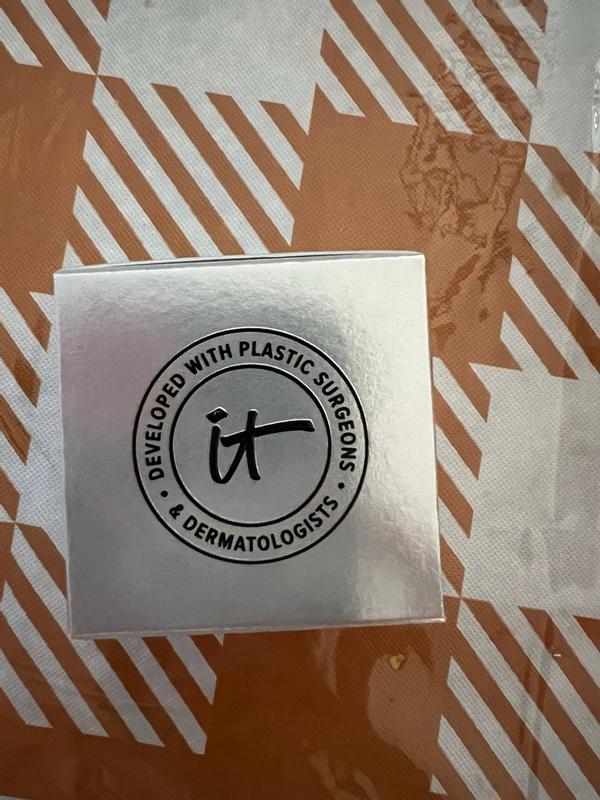 DEVELOPED WITH PLASTIC SURGEONS
• & DERMATOLOGISTS •
it